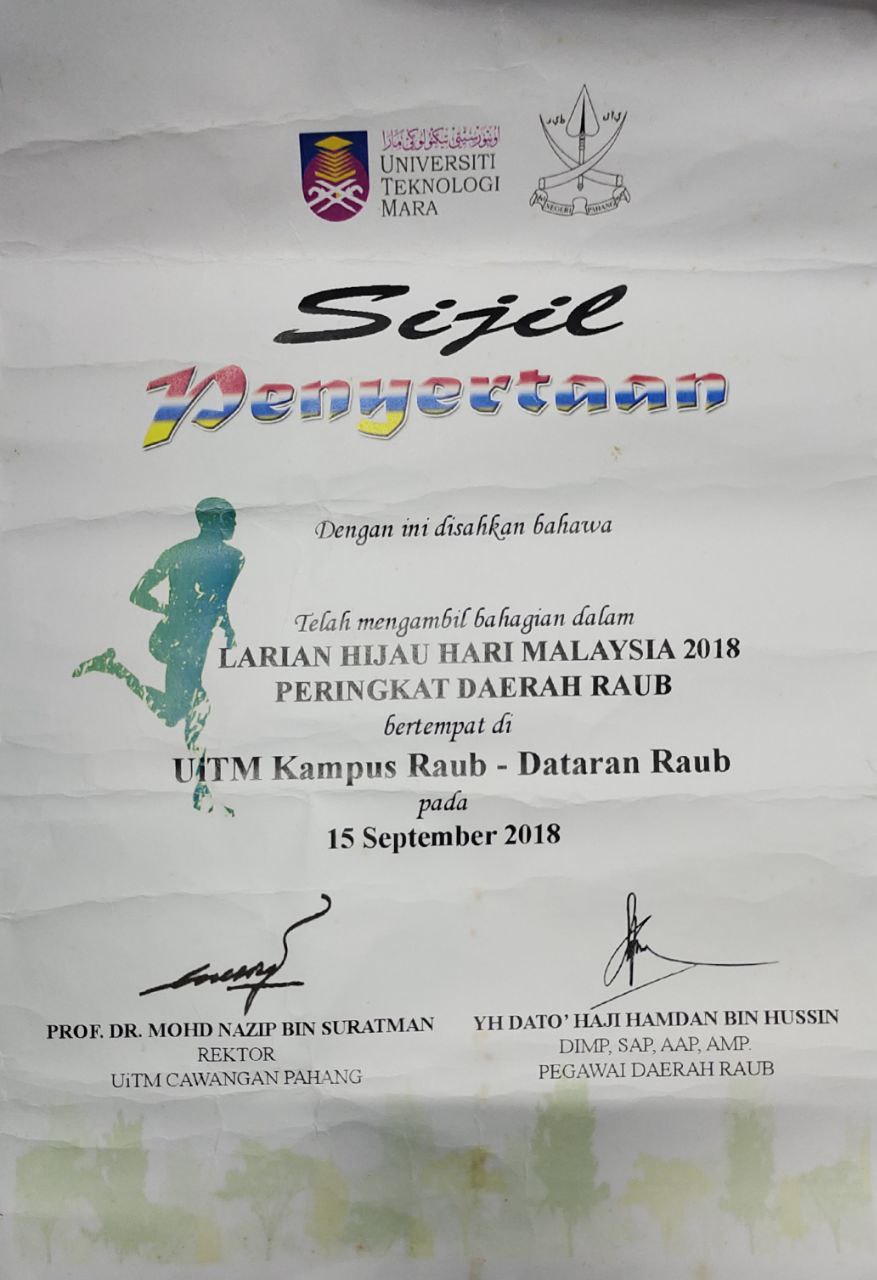 اونيۏرسيتي تيكنولوݢي مارا
UNIVERSITI
TEKNOLOGI
MARA
NEGERI PAHANG
Sijil
Penyertaan
Dengan ini disahkan bahawa
Telah mengambil bahagian dalam
LARIAN HIJAU HARI MALAYSIA 2018
PERINGKAT DAERAH RAUB
bertempat di
UiTM Kampus Raub - Dataran Raub
pada
15 September 2018
PROF. DR. MOHD NAZIP BIN SURATMAN
REKTOR
UiTM CAWANGAN PAHANG
YH DATO' HAJI HAMDAN BIN HUSSIN
DIMP, SAP, AAP, AMP.
PEGAWAI DAERAH RAUB